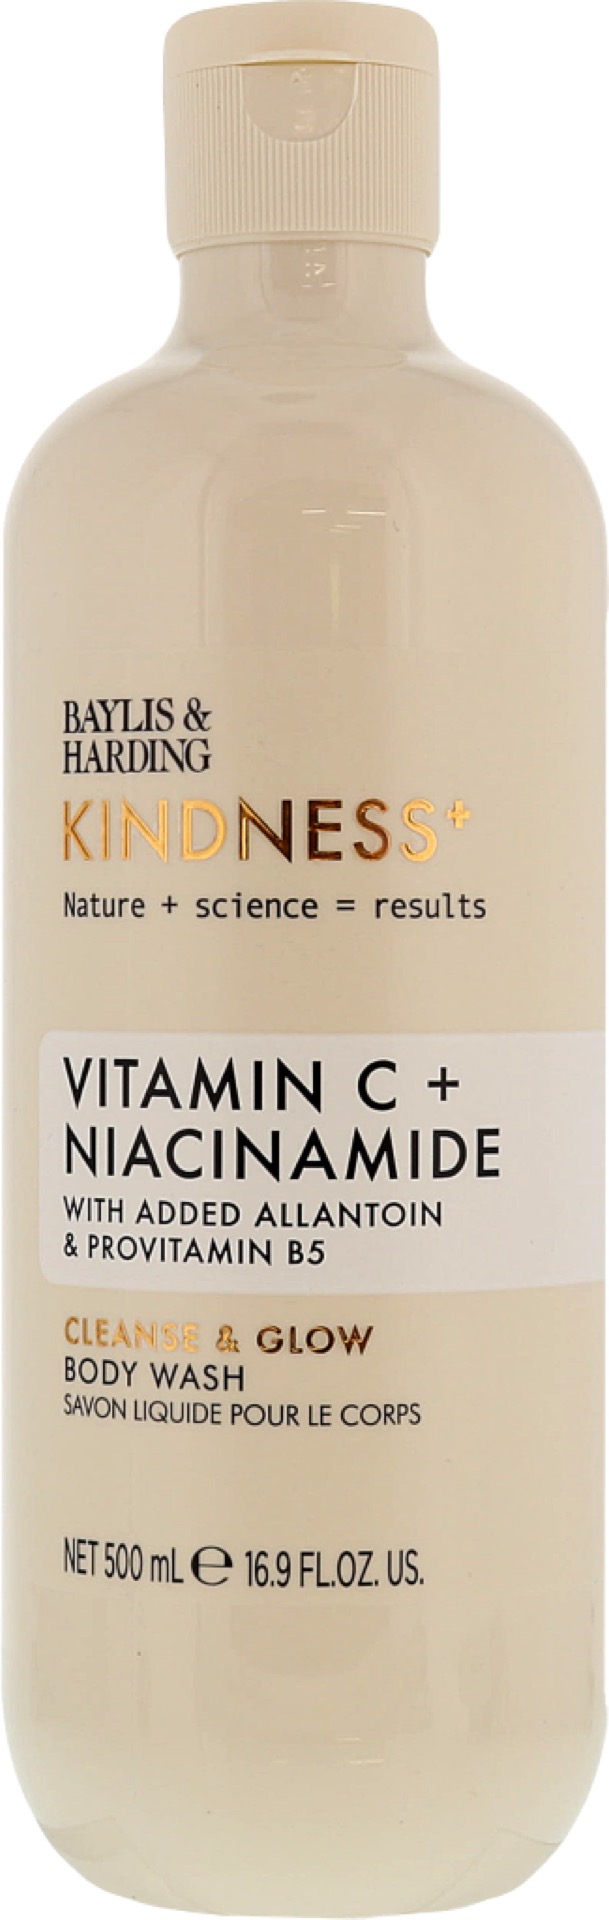 BAYLIS &
HARDING
KINDNESS+
Nature + science = results
VITAMIN C +
NIACINAMIDE
WITH ADDED ALLANTOIN
& PROVITAMIN B5
CLEANSE & GLOW
BODY WASH
SAVON LIQUIDE POUR LE CORPS
NET 500 mL ℮ 16.9 FL.OZ. US.